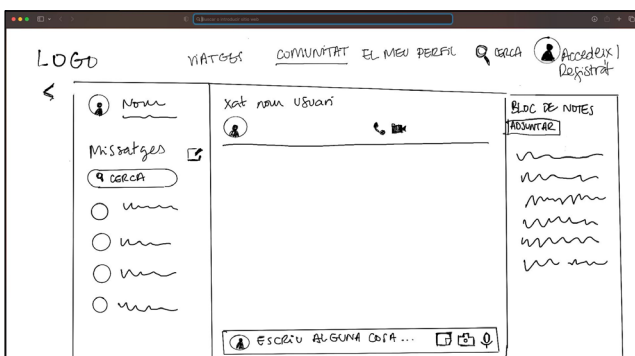 LOGO
VIATGES COMUNITAT EL MEU PERFIL CERCA Accedeix |
Registra't
Nom
Missatges
CERCA
Xat nom usuari
BLOC DE NOTES
ADJUNTAR
ESCRIU ALGUNA COSA ...